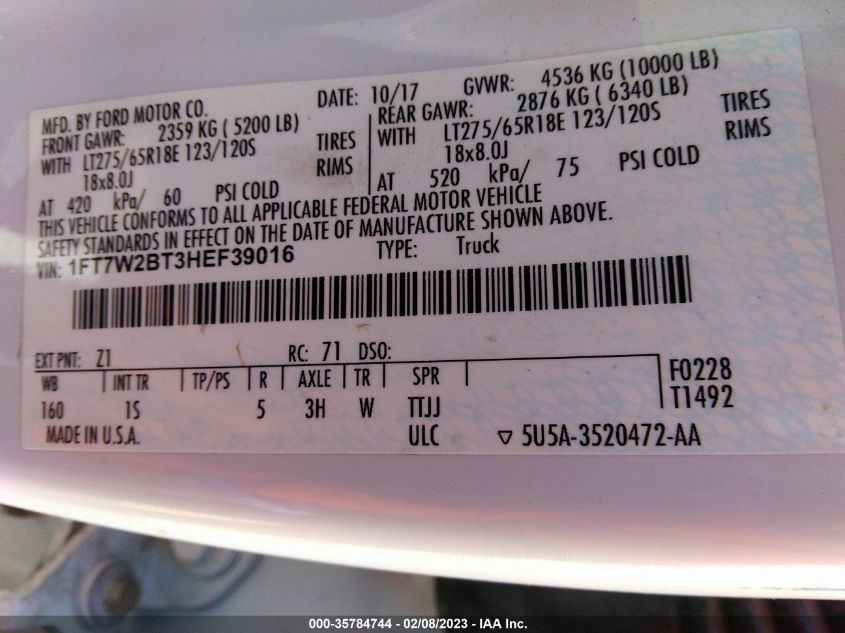 MFD. BY FORD MOTOR CO. DATE: 10/17 GVWR: 4536 KG (10000 LB)
FRONT GAWR: 2359 KG ( 5200 LB) REAR GAWR: 2876 KG ( 6340 LB)
WITH LT275/65R18E 123/120S TIRES WITH LT275/65R18E 123/120S TIRES
18x8.0J RIMS 18x8.0J RIMS
AT 420 kPa/ 60 PSI COLD AT 520 kPa/ 75 PSI COLD
THIS VEHICLE CONFORMS TO ALL APPLICABLE FEDERAL MOTOR VEHICLE
SAFETY STANDARDS IN EFFECT ON THE DATE OF MANUFACTURE SHOWN ABOVE.
VIN: 1FT7W2BT3HEF39016 TYPE: Truck
EXT PNT: Z1 RC: 71 DSO:
WB INT TR TP/PS R AXLE TR SPR F0228
160 1S 5 3H W TTJJ T1492
MADE IN U.S.A. ULC ▽ 5U5A-3520472-AA
000-35784744 — 02/08/2023 — IAA Inc.